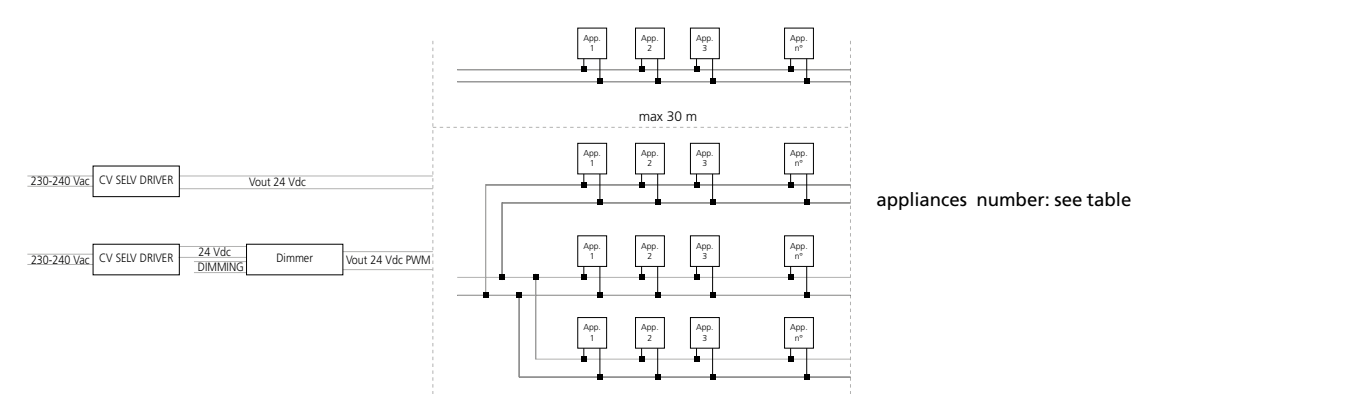 App.
1
App.
2
App.
3
App.
n°
max 30 m
App.
1
App.
2
App.
3
App.
n°
230-240 Vac
CV SELV DRIVER
Vout 24 Vdc
appliances number: see table
230-240 Vac
CV SELV DRIVER
24 Vdc
DIMMING
Dimmer
Vout 24 Vdc PWM
App.
1
App.
2
App.
3
App.
n°
App.
1
App.
2
App.
3
App.
n°